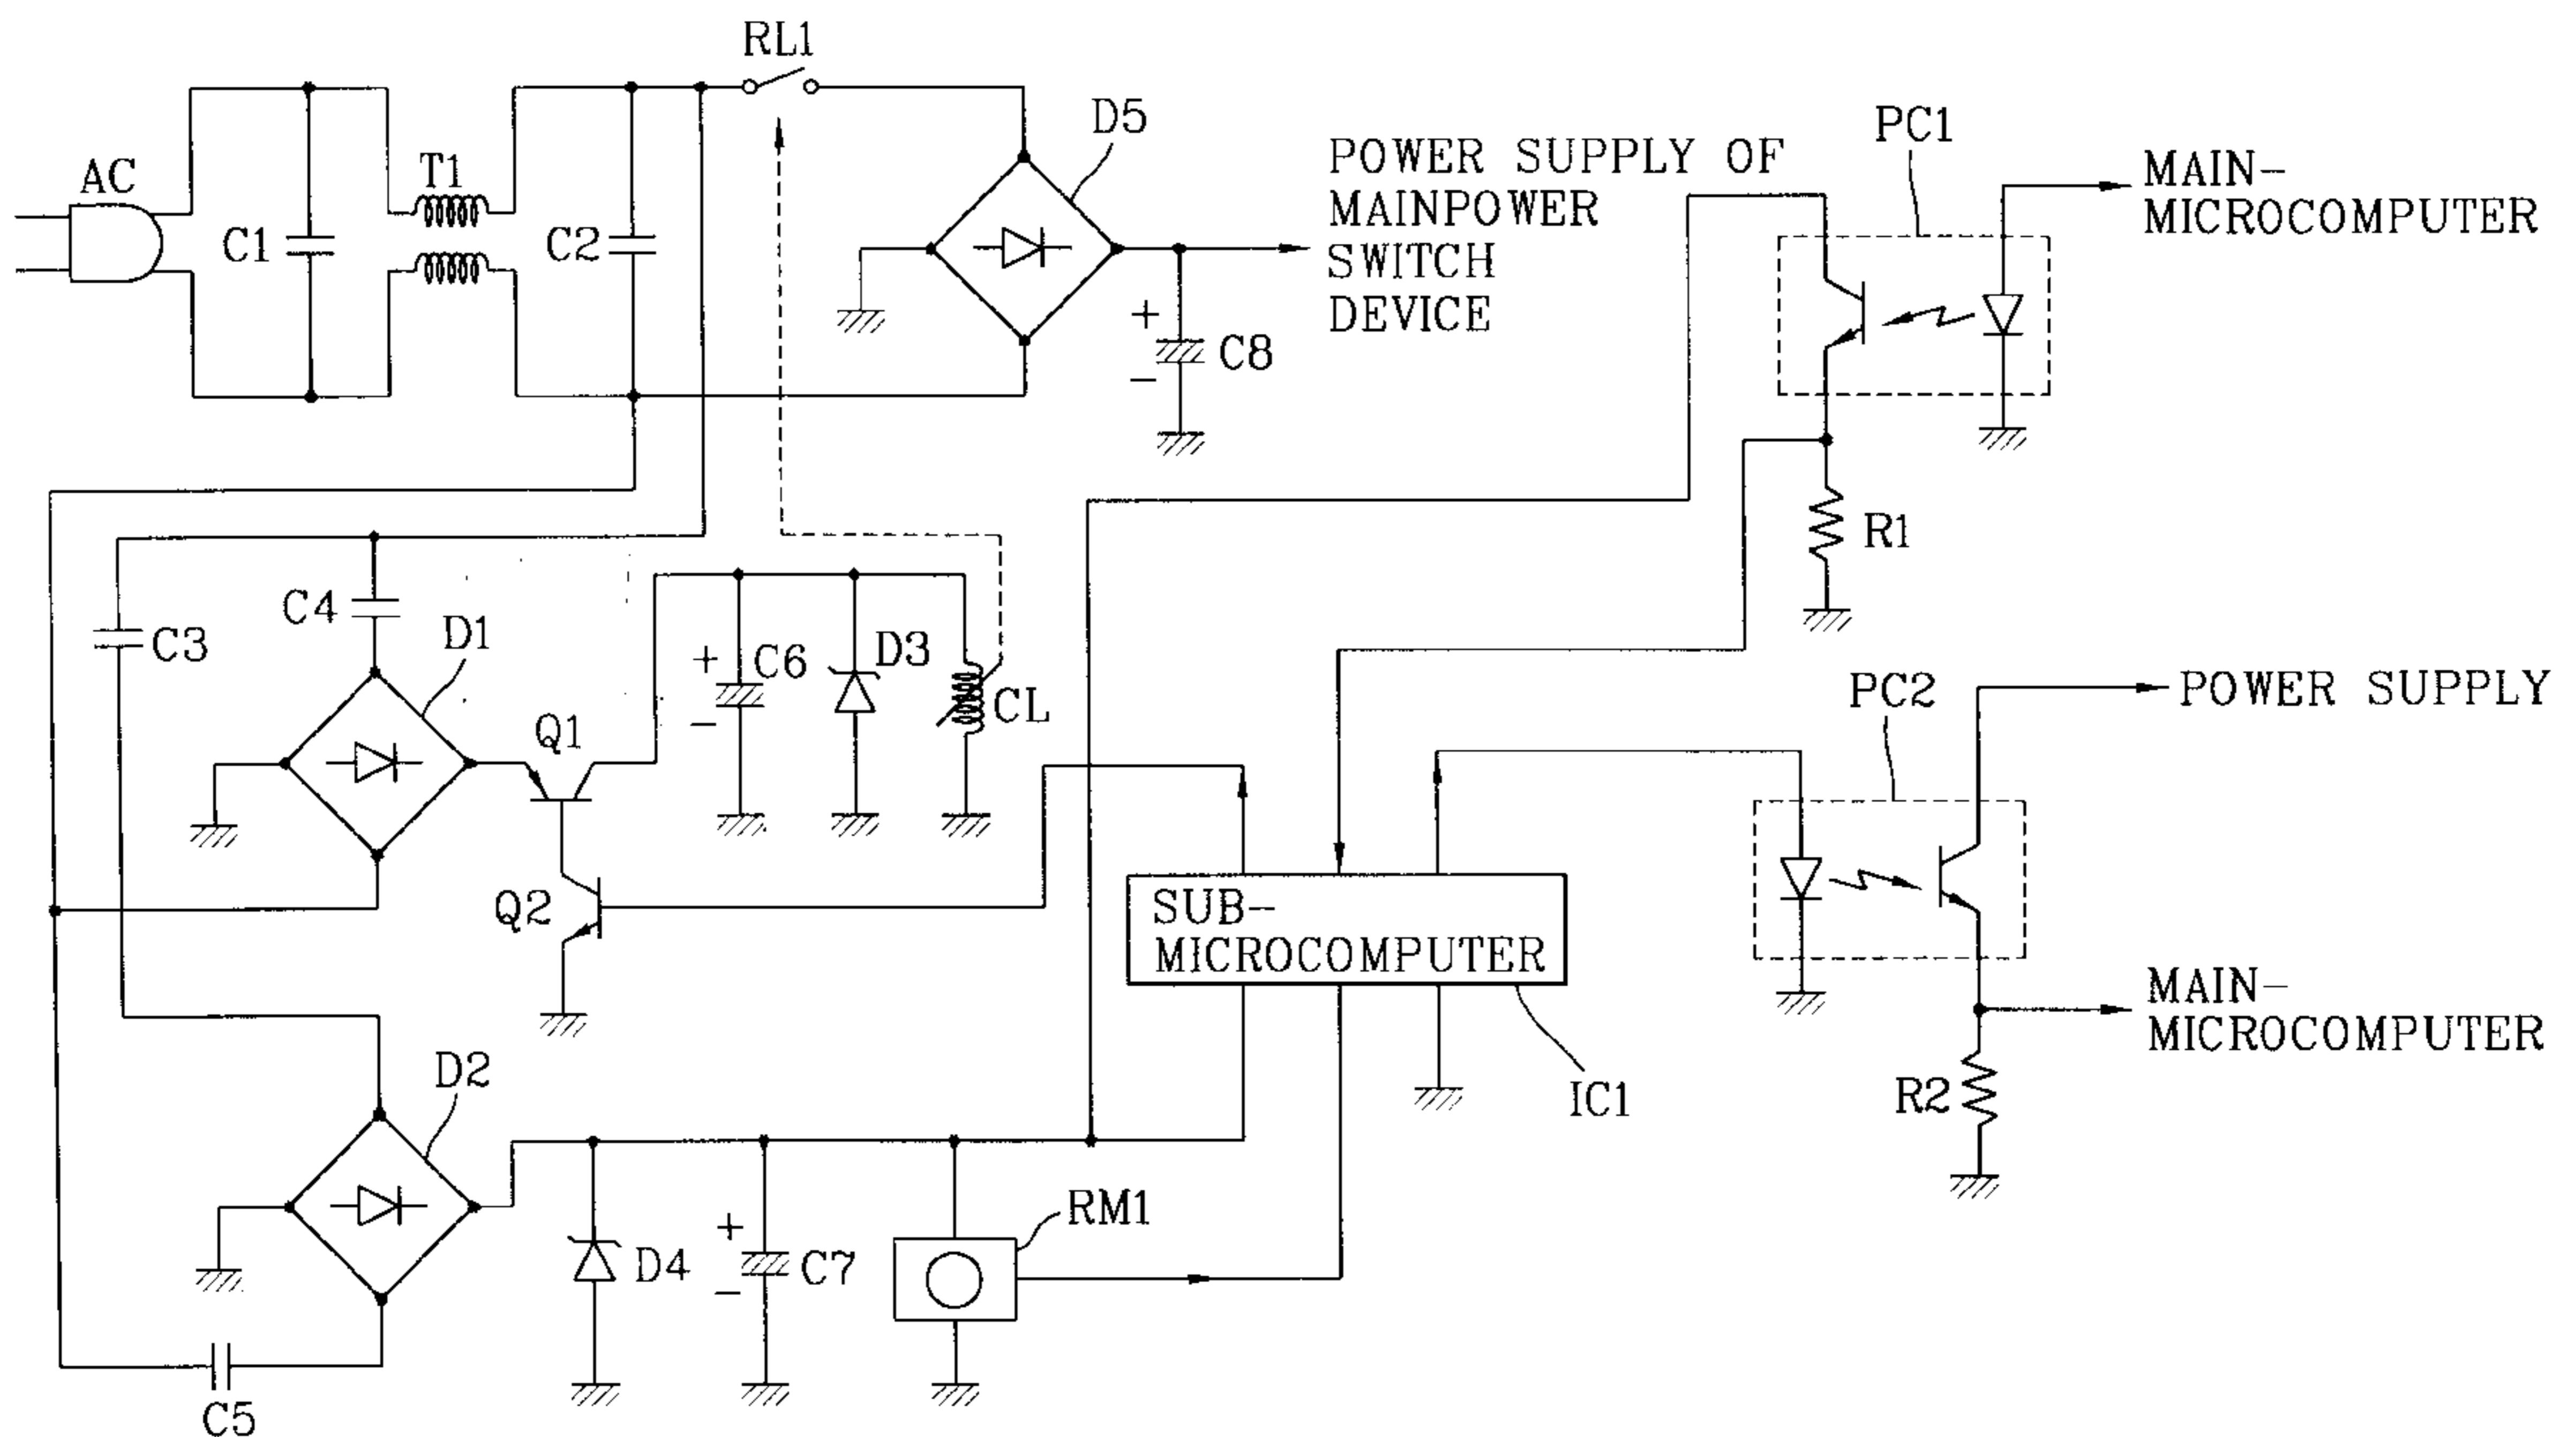 RL1
D5
PC1
AC
T1
POWER SUPPLY OF
MAINPOWER
SWITCH
DEVICE
MAIN-
MICROCOMPUTER
C1
C2
+
C8
−
R1
C4
D1
C3
+
C6
D3
−
CL
Q1
PC2
POWER SUPPLY
Q2
SUB-
MICROCOMPUTER
MAIN-
MICROCOMPUTER
D2
IC1
R2
RM1
+
D4
C7
−
C5